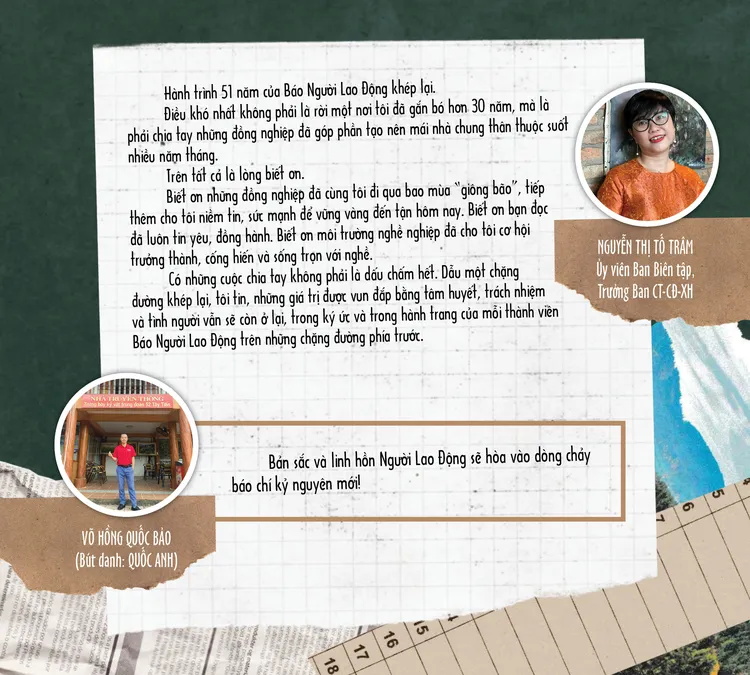 Hành trình 51 năm của Báo Người Lao Động khép lại.
Điều khó nhất không phải là rời một nơi tôi đã gắn bó hơn 30 năm, mà là
phải chia tay những đồng nghiệp đã góp phần tạo nên mái nhà chung thân thuộc suốt
nhiều năm tháng.
Trên tất cả là lòng biết ơn.
Biết ơn những đồng nghiệp đã cùng tôi đi qua bao mùa "giông bão", tiếp
thêm cho tôi niềm tin, sức mạnh để vững vàng đến tận hôm nay. Biết ơn bạn đọc
đã luôn tin yêu, đồng hành. Biết ơn môi trường nghề nghiệp đã cho tôi cơ hội
trưởng thành, cống hiến và sống trọn với nghề.
Có những cuộc chia tay không phải là dấu chấm hết. Dẫu một chặng
đường khép lại, tôi tin, những giá trị được vun đắp bằng tâm huyết, trách nhiệm
và tình người vẫn sẽ còn ở lại, trong ký ức và trong hành trang của mỗi thành viên
Báo Người Lao Động trên những chặng đường phía trước.
NGUYỄN THỊ TỐ TRÂM
Ủy viên Ban Biên tập,
Trưởng Ban CT-CĐ-XH
NHÀ TRUYỀN THỐNG
Bản sắc và linh hồn Người Lao Động sẽ hòa vào dòng chảy
báo chí kỷ nguyên mới!
VÕ HỒNG QUỐC BẢO
(Bút danh: QUỐC ANH)
18
17
16
15